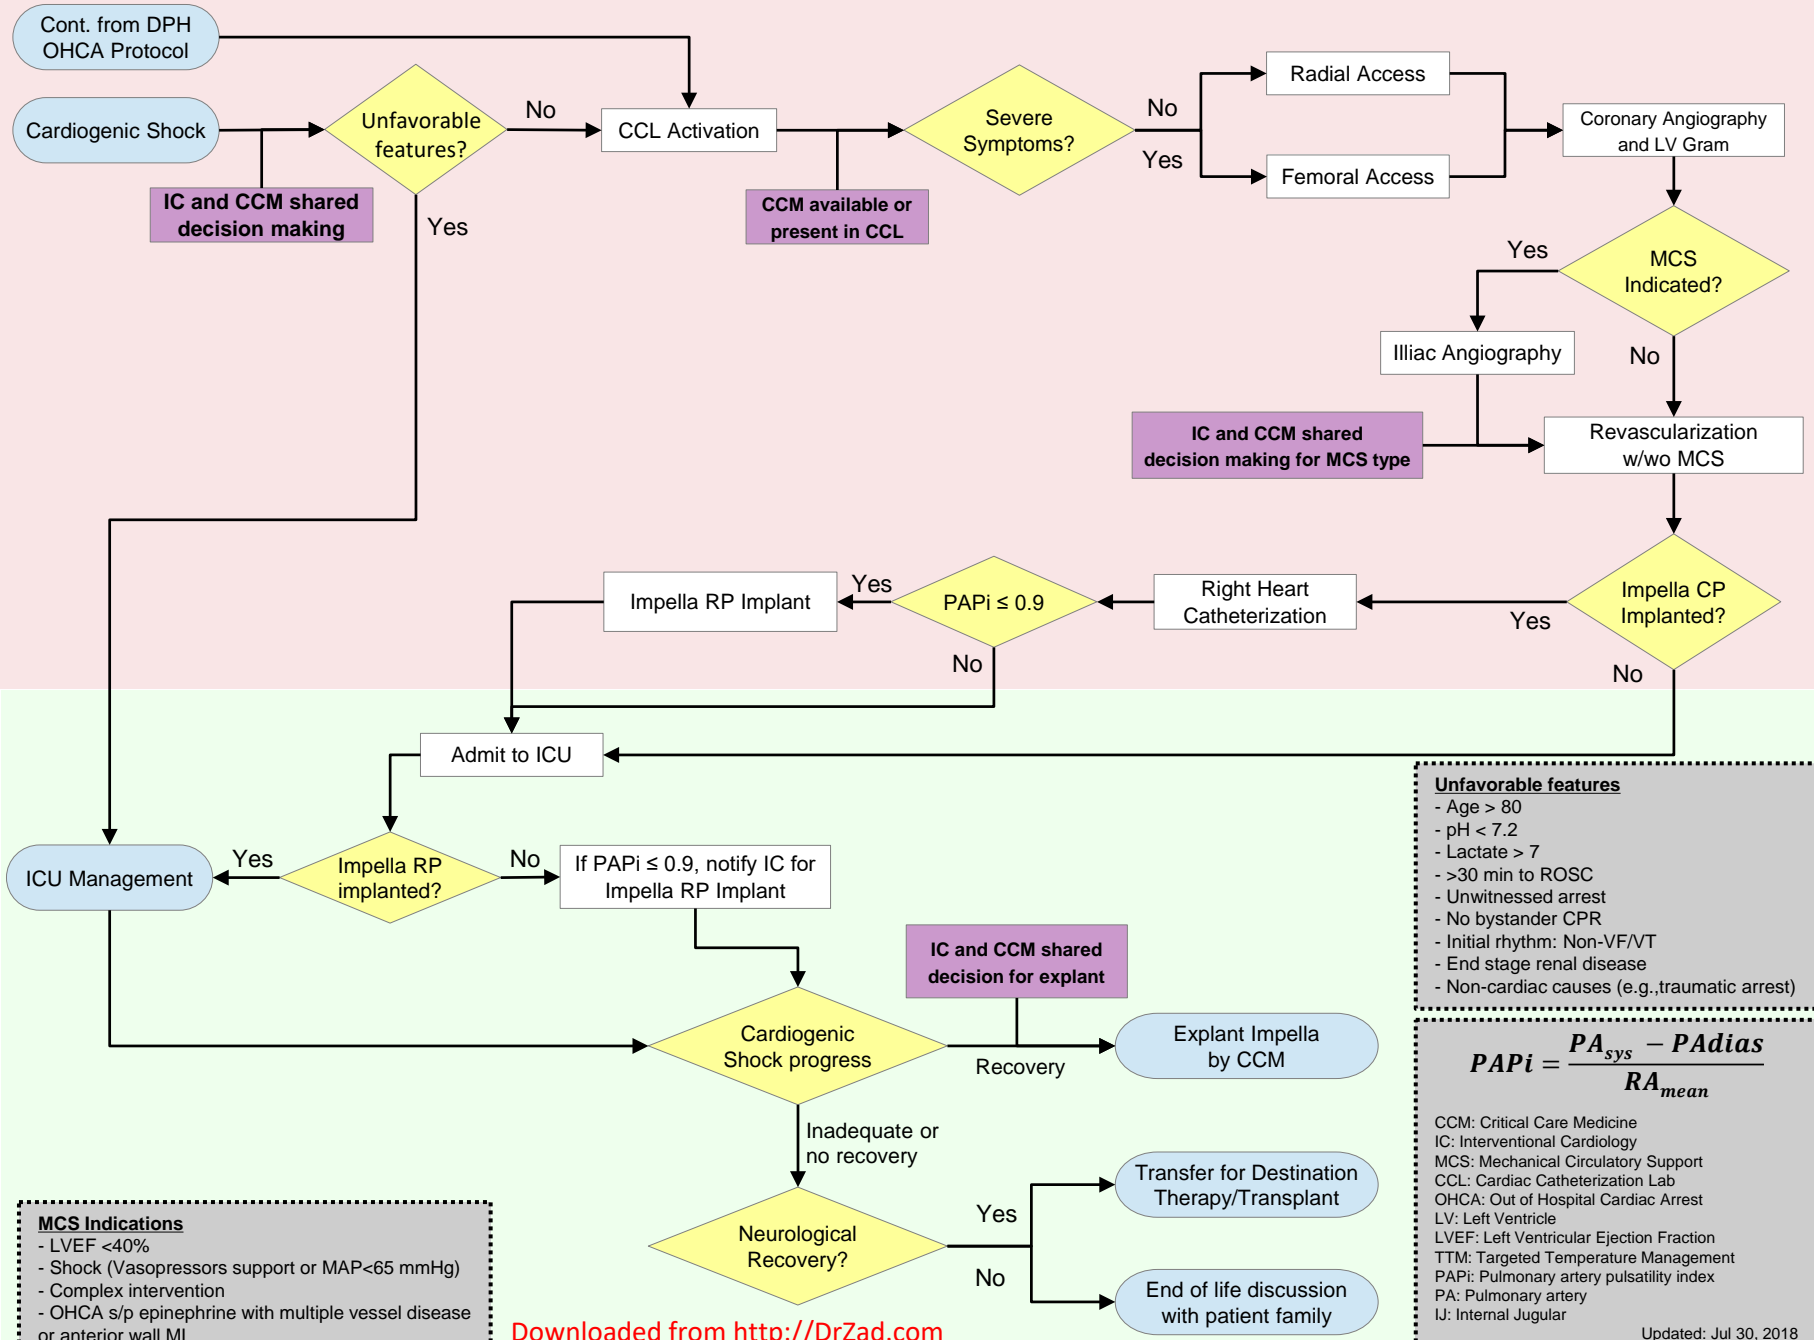 Cont. from DPH
OHCA Protocol
Cardiogenic Shock
Unfavorable
features?
No
Yes
IC and CCM shared
decision making
CCL Activation
CCM available or
present in CCL
Severe
Symptoms?
No
Yes
Radial Access
Femoral Access
Coronary Angiography
and LV Gram
MCS
Indicated?
Yes
No
Illiac Angiography
IC and CCM shared
decision making for MCS type
Revascularization
w/wo MCS
Impella CP
Implanted?
Yes
No
Right Heart
Catheterization
PAPi ≤ 0.9
Yes
No
Impella RP Implant
Admit to ICU
Impella RP
implanted?
Yes
No
ICU Management
If PAPi ≤ 0.9, notify IC for
Impella RP Implant
IC and CCM shared
decision for explant
Cardiogenic
Shock progress
Recovery
Explant Impella
by CCM
Inadequate or
no recovery
Neurological
Recovery?
Yes
No
Transfer for Destination
Therapy/Transplant
End of life discussion
with patient family
Unfavorable features
- Age > 80
- pH < 7.2
- Lactate > 7
- >30 min to ROSC
- Unwitnessed arrest
- No bystander CPR
- Initial rhythm: Non-VF/VT
- End stage renal disease
- Non-cardiac causes (e.g.,traumatic arrest)
PAPi = (PAsys − PAdias) / RAmean
CCM: Critical Care Medicine
IC: Interventional Cardiology
MCS: Mechanical Circulatory Support
CCL: Cardiac Catheterization Lab
OHCA: Out of Hospital Cardiac Arrest
LV: Left Ventricle
LVEF: Left Ventricular Ejection Fraction
TTM: Targeted Temperature Management
PAPi: Pulmonary artery pulsatility index
PA: Pulmonary artery
IJ: Internal Jugular
Updated: Jul 30, 2018
MCS Indications
- LVEF <40%
- Shock (Vasopressors support or MAP<65 mmHg)
- Complex intervention
- OHCA s/p epinephrine with multiple vessel disease
or anterior wall MI
Downloaded from http://DrZad.com